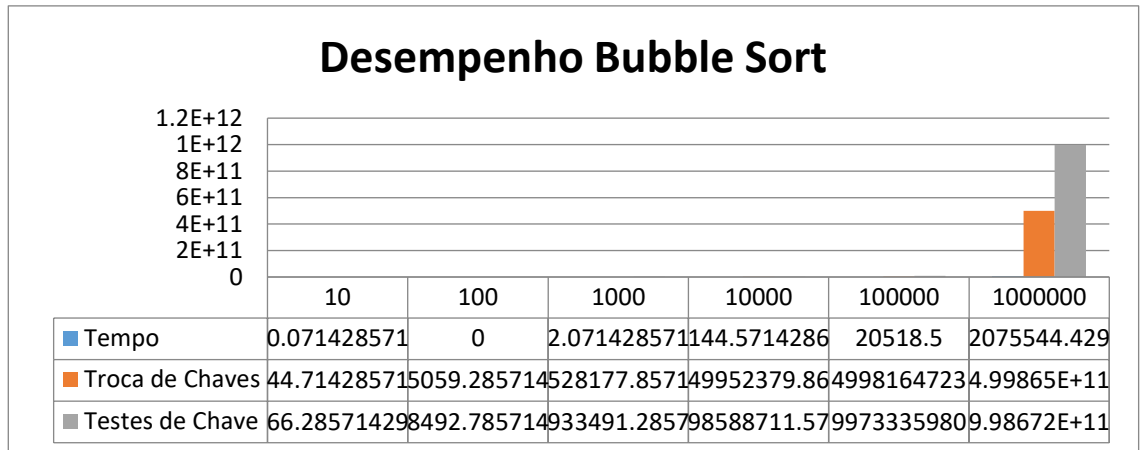 Desempenho Bubble Sort
1.2E+12
1E+12
8E+11
6E+11
4E+11
2E+11
0
10 100 1000 10000 100000 1000000
Tempo 0.071428571 0 2.071428571 144.5714286 20518.5 2075544.429
Troca de Chaves 44.71428571 5059.285714 528177.8571 49952379.86 4998164723 4.99865E+11
Testes de Chave 66.28571429 8492.785714 933491.2857 98588711.57 9973335980 9.98672E+11